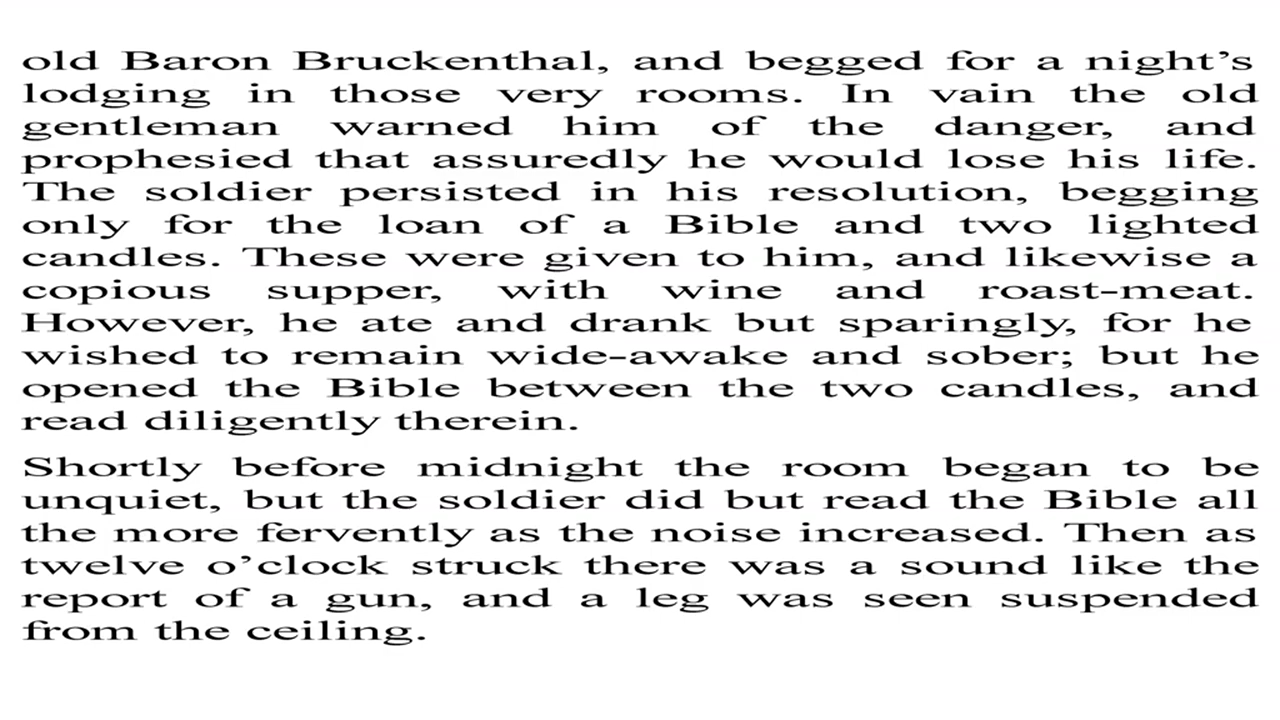 old Baron Bruckenthal, and begged for a night’s
lodging in those very rooms. In vain the old
gentleman warned him of the danger, and
prophesied that assuredly he would lose his life.
The soldier persisted in his resolution, begging
only for the loan of a Bible and two lighted
candles. These were given to him, and likewise a
copious supper, with wine and roast-meat.
However, he ate and drank but sparingly, for he
wished to remain wide-awake and sober; but he
opened the Bible between the two candles, and
read diligently therein.
Shortly before midnight the room began to be
unquiet, but the soldier did but read the Bible all
the more fervently as the noise increased. Then as
twelve o’clock struck there was a sound like the
report of a gun, and a leg was seen suspended
from the ceiling.